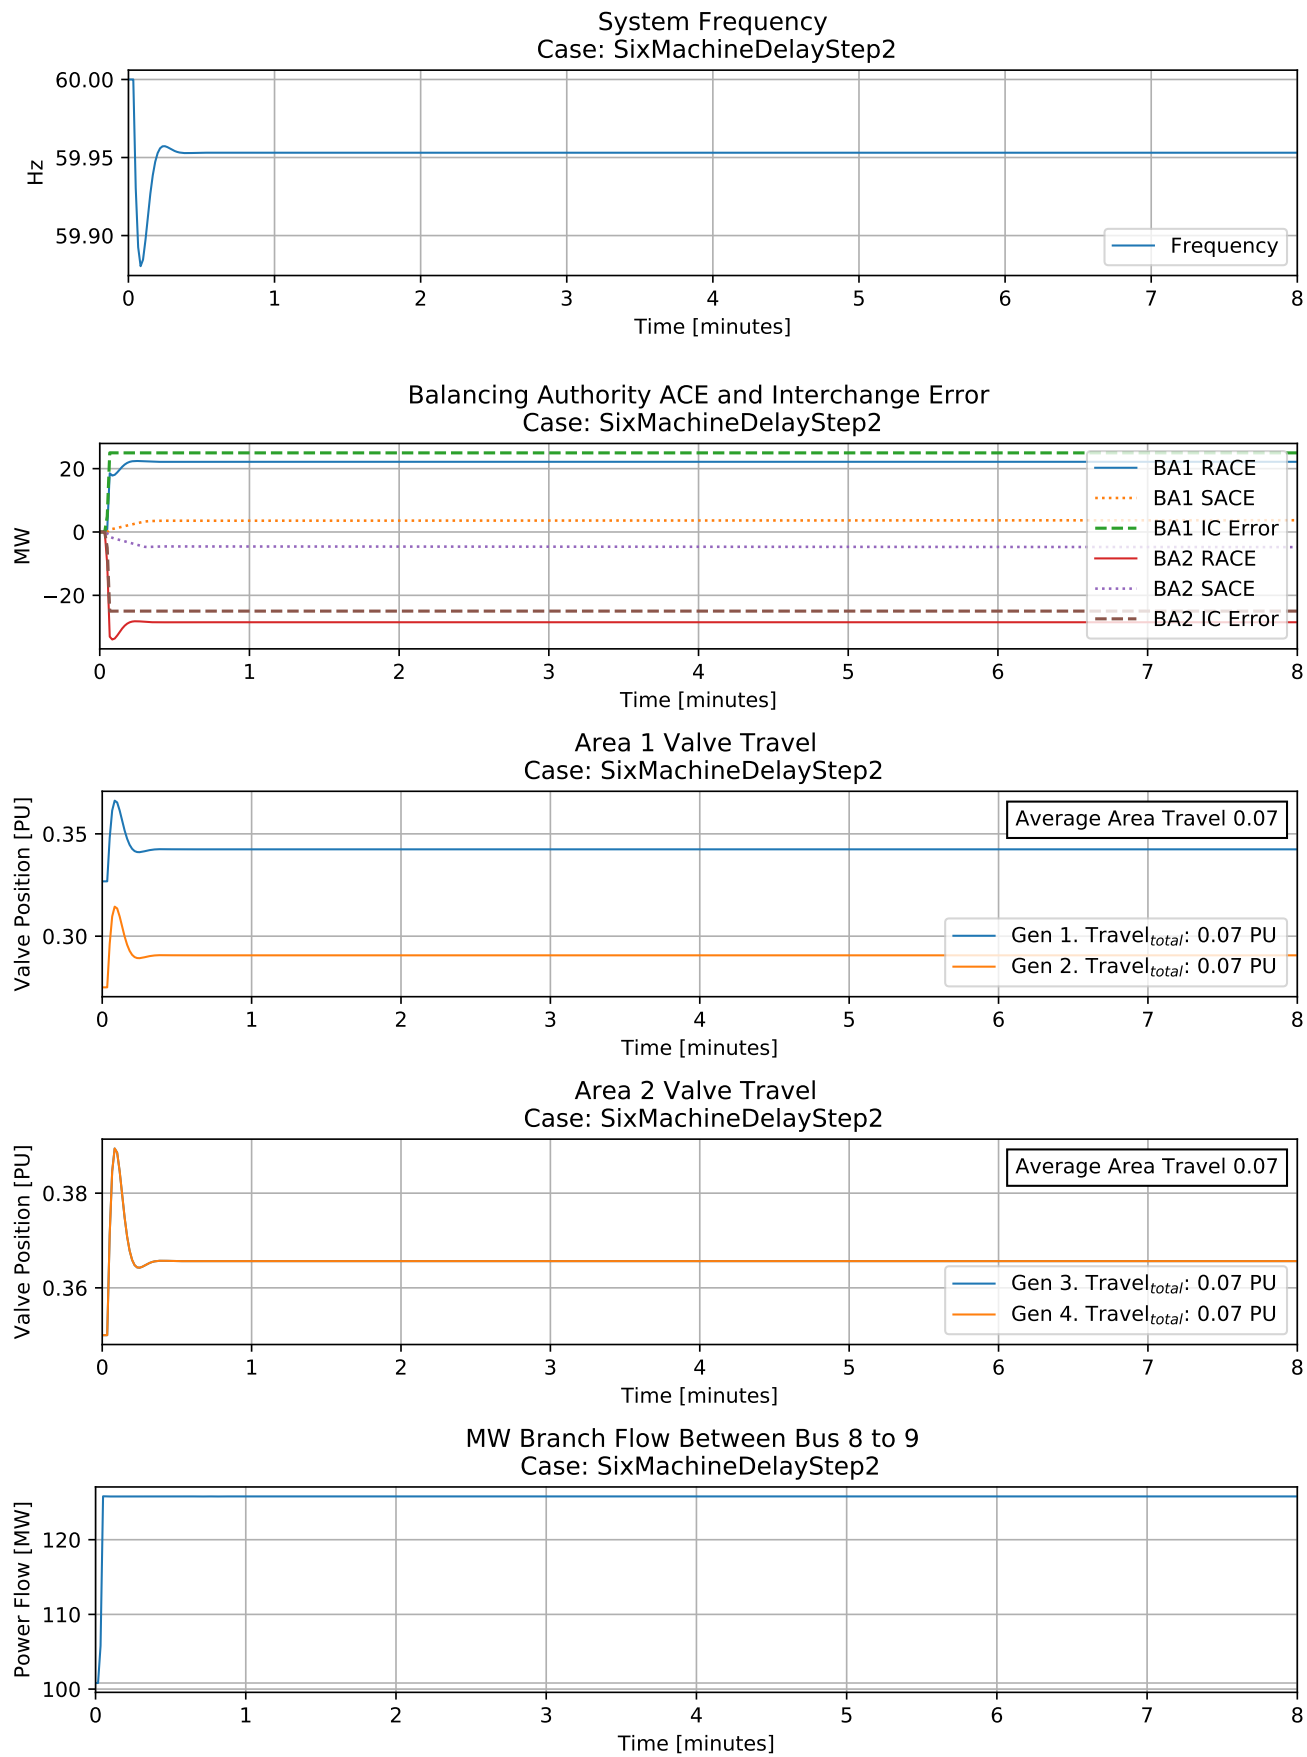 System Frequency
Case: SixMachineDelayStep2
60.00
59.95
59.90
Hz
Frequency
0 1 2 3 4 5 6 7 8
Time [minutes]
Balancing Authority ACE and Interchange Error
Case: SixMachineDelayStep2
20
0
−20
MW
BA1 RACE
BA1 SACE
BA1 IC Error
BA2 RACE
BA2 SACE
BA2 IC Error
0 1 2 3 4 5 6 7 8
Time [minutes]
Area 1 Valve Travel
Case: SixMachineDelayStep2
0.35
0.30
Valve Position [PU]
Average Area Travel 0.07
Gen 1. Travel_total: 0.07 PU
Gen 2. Travel_total: 0.07 PU
0 1 2 3 4 5 6 7 8
Time [minutes]
Area 2 Valve Travel
Case: SixMachineDelayStep2
0.38
0.36
Valve Position [PU]
Average Area Travel 0.07
Gen 3. Travel_total: 0.07 PU
Gen 4. Travel_total: 0.07 PU
0 1 2 3 4 5 6 7 8
Time [minutes]
MW Branch Flow Between Bus 8 to 9
Case: SixMachineDelayStep2
120
110
100
Power Flow [MW]
0 1 2 3 4 5 6 7 8
Time [minutes]